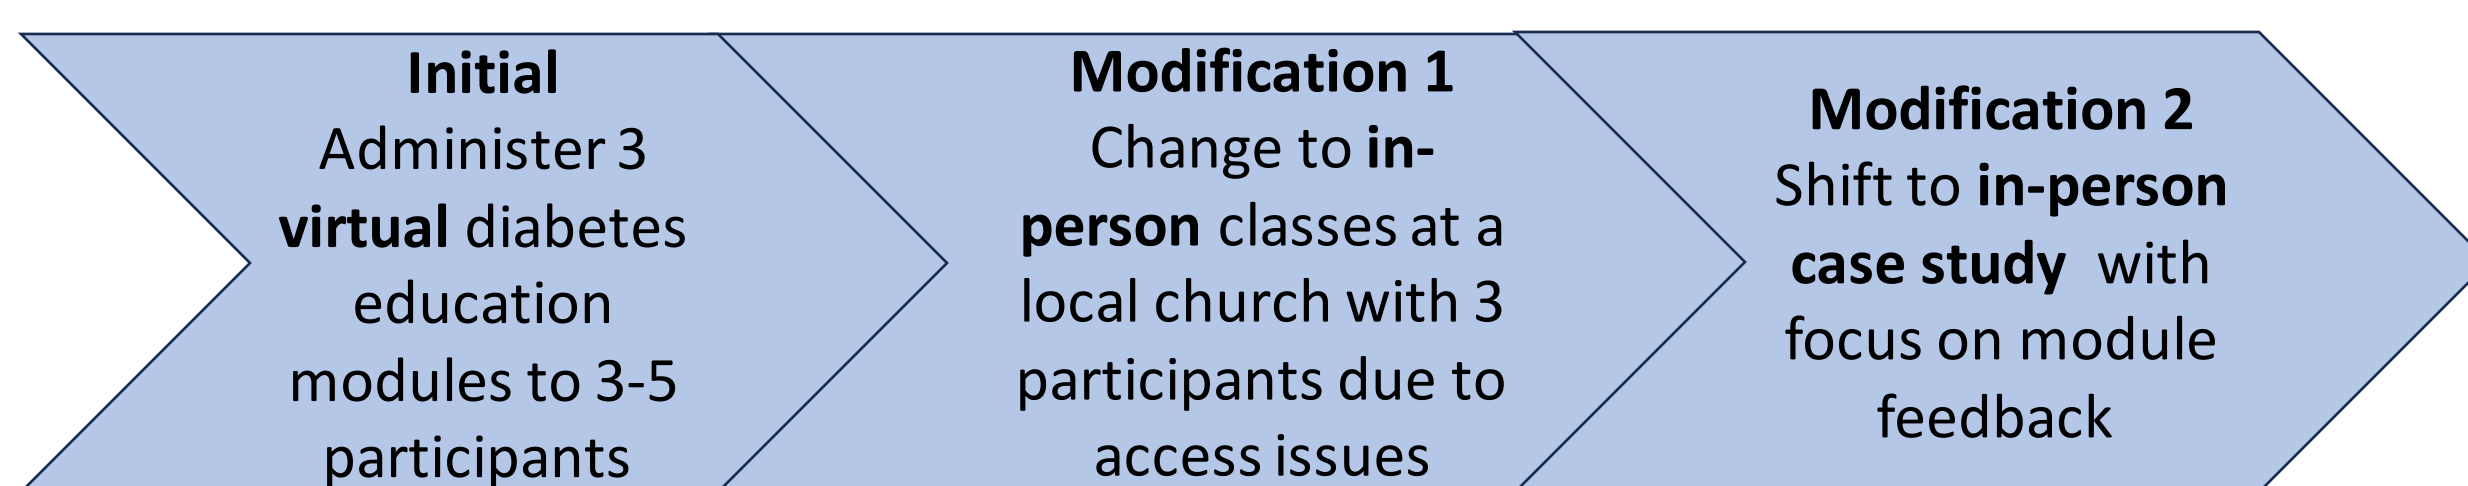 Initial
Administer 3
virtual diabetes
education
modules to 3-5
participants
Modification 1
Change to in-
person classes at a
local church with 3
participants due to
access issues
Modification 2
Shift to in-person
case study with
focus on module
feedback